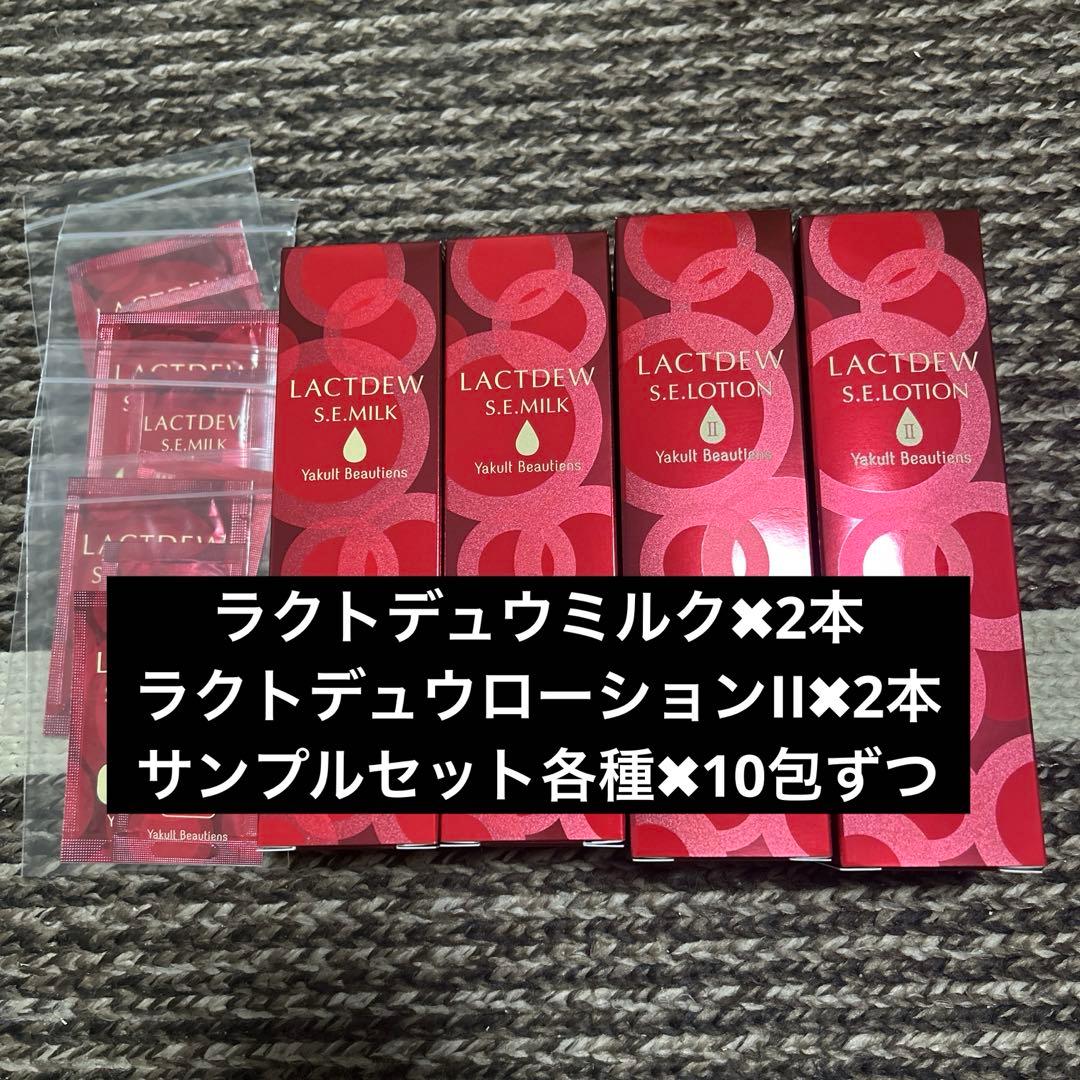 LACTDEW
S.E.MILK
Yakult Beautiens
LACTDEW
S.E.MILK
Yakult Beautiens
LACTDEW
S.E.LOTION
II
Yakult Beautiens
LACTDEW
S.E.LOTION
II
Yakult Beautiens
LACTDEW
LACTDEW
LACTDEW
S.E.MILK
LACTDEW
Yakult Beautiens
ラクトデュウミルク✖2本
ラクトデュウローションII✖2本
サンプルセット各種✖10包ずつ